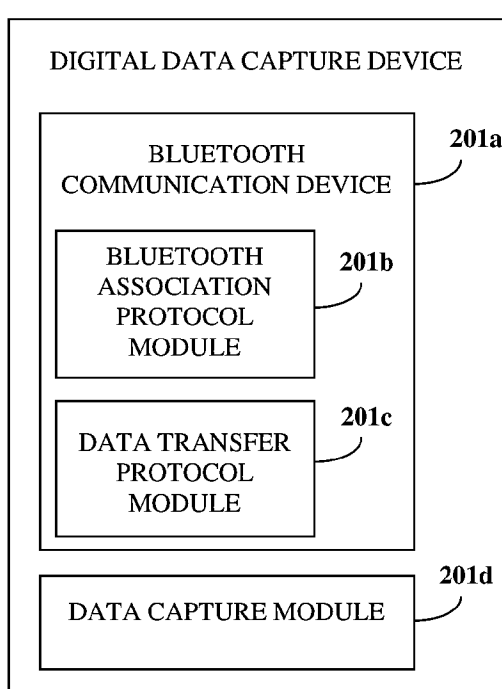 DIGITAL DATA CAPTURE DEVICE
201a
BLUETOOTH
COMMUNICATION DEVICE
BLUETOOTH
ASSOCIATION
PROTOCOL
MODULE
201b
201c
DATA TRANSFER
PROTOCOL
MODULE
201d
DATA CAPTURE MODULE